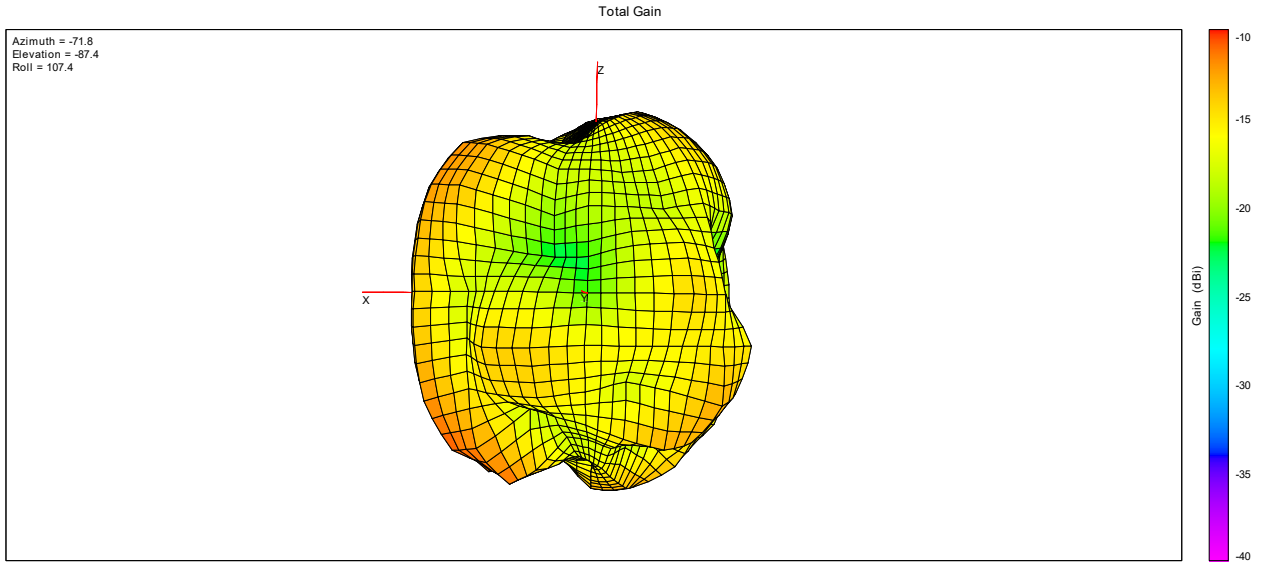 Total Gain
Azimuth = -71.8
Elevation = -87.4
Roll = 107.4
Z
X
Y
-10
-15
-20
-25
-30
-35
-40
Gain (dBi)